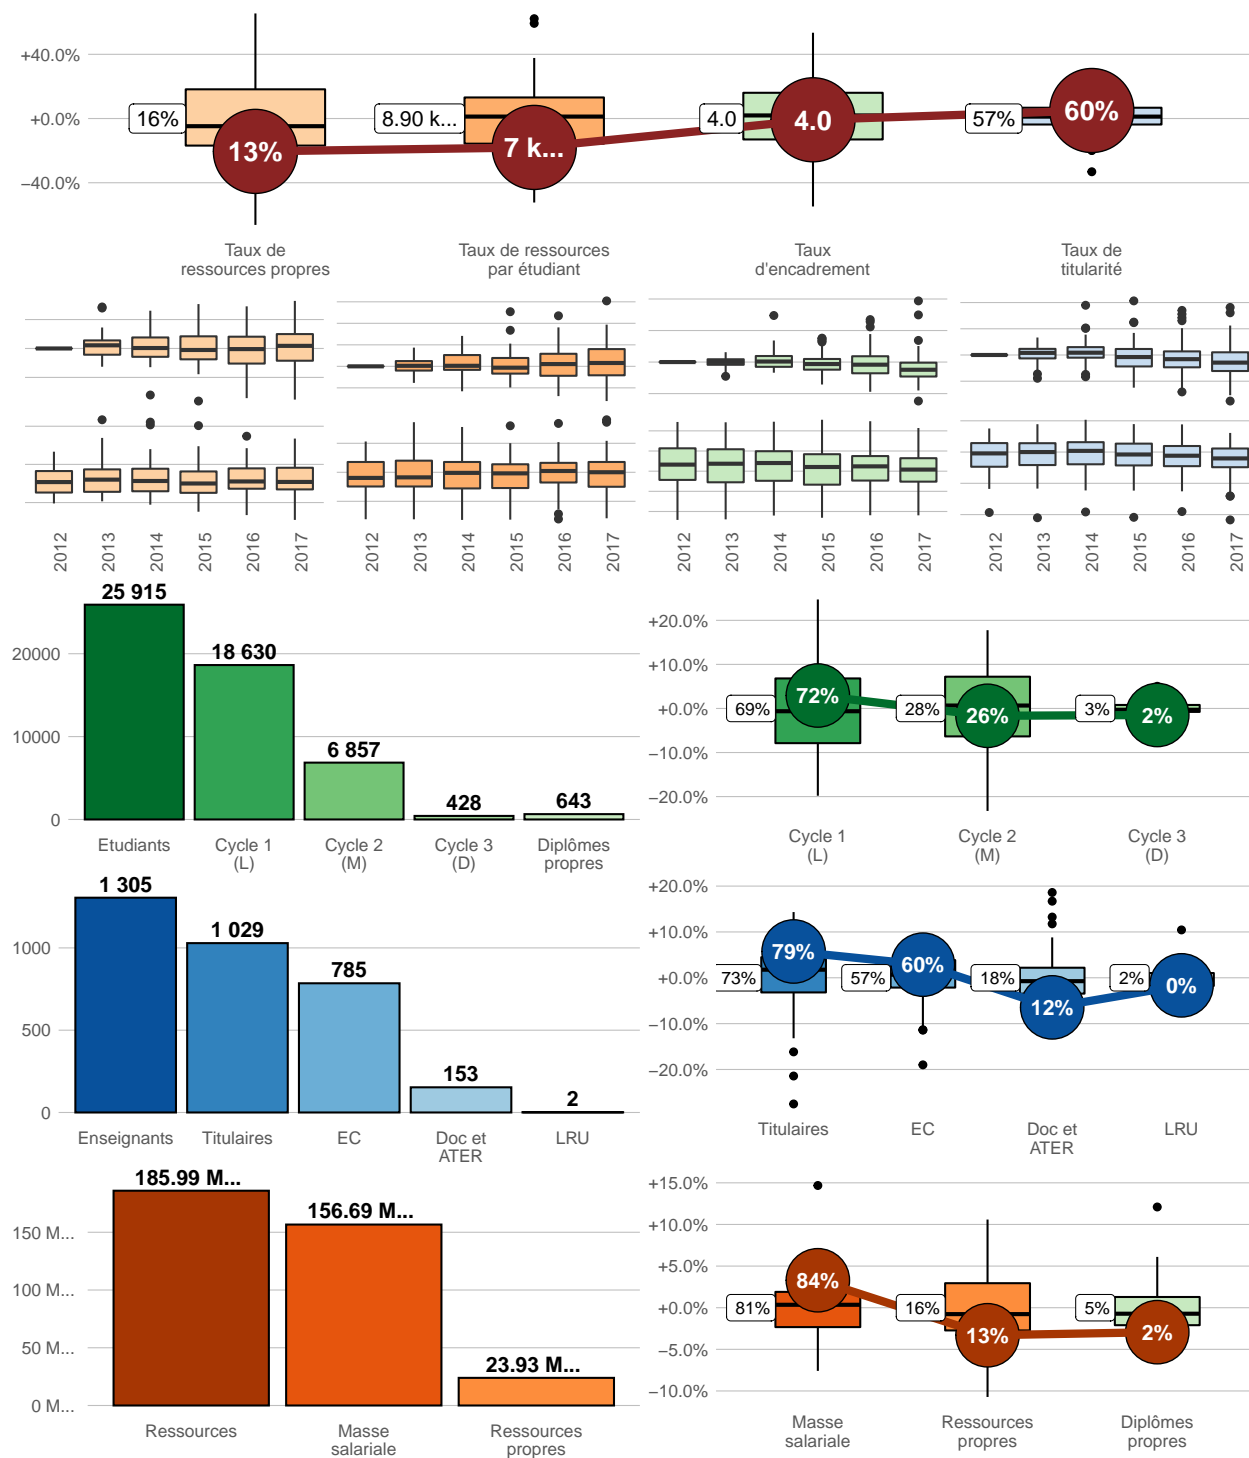 +40.0%
+0.0%
−40.0%
16%
13%
8.90 k...
7 k...
4.0
4.0
57%
60%
Taux de
ressources propres
Taux de ressources
par étudiant
Taux
d'encadrement
Taux de
titularité
2012
2013
2014
2015
2016
2017
2012
2013
2014
2015
2016
2017
2012
2013
2014
2015
2016
2017
2012
2013
2014
2015
2016
2017
20000
10000
0
25 915
18 630
6 857
428
643
Etudiants
Cycle 1
(L)
Cycle 2
(M)
Cycle 3
(D)
Diplômes
propres
+20.0%
+10.0%
+0.0%
−10.0%
−20.0%
69%
72%
28%
26%
3%
2%
Cycle 1
(L)
Cycle 2
(M)
Cycle 3
(D)
1000
500
0
1 305
1 029
785
153
2
Enseignants
Titulaires
EC
Doc et
ATER
LRU
+20.0%
+10.0%
+0.0%
−10.0%
−20.0%
73%
79%
57%
60%
18%
12%
2%
0%
Titulaires
EC
Doc et
ATER
LRU
150 M...
100 M...
50 M...
0 M...
185.99 M...
156.69 M...
23.93 M...
Ressources
Masse
salariale
Ressources
propres
+15.0%
+10.0%
+5.0%
+0.0%
−5.0%
−10.0%
81%
84%
16%
13%
5%
2%
Masse
salariale
Ressources
propres
Diplômes
propres